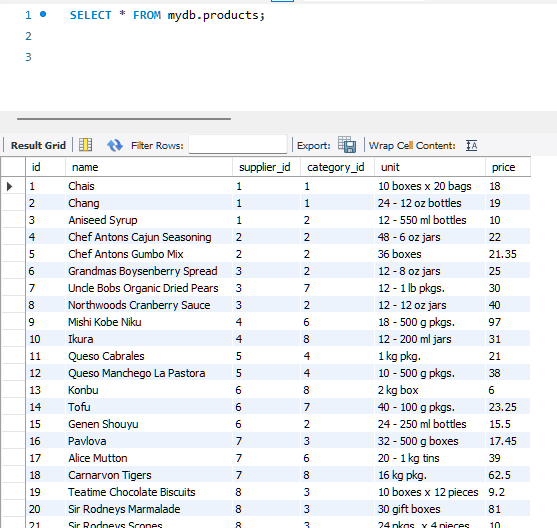 1 SELECT * FROM mydb.products;
2
3
Result Grid Filter Rows: Export: Wrap Cell Content: IA
id name supplier_id category_id unit price
1 Chais 1 1 10 boxes x 20 bags 18
2 Chang 1 1 24 - 12 oz bottles 19
3 Aniseed Syrup 1 2 12 - 550 ml bottles 10
4 Chef Antons Cajun Seasoning 2 2 48 - 6 oz jars 22
5 Chef Antons Gumbo Mix 2 2 36 boxes 21.35
6 Grandmas Boysenberry Spread 3 2 12 - 8 oz jars 25
7 Uncle Bobs Organic Dried Pears 3 7 12 - 1 lb pkgs. 30
8 Northwoods Cranberry Sauce 3 2 12 - 12 oz jars 40
9 Mishi Kobe Niku 4 6 18 - 500 g pkgs. 97
10 Ikura 4 8 12 - 200 ml jars 31
11 Queso Cabrales 5 4 1 kg pkg. 21
12 Queso Manchego La Pastora 5 4 10 - 500 g pkgs. 38
13 Konbu 6 8 2 kg box 6
14 Tofu 6 7 40 - 100 g pkgs. 23.25
15 Genen Shouyu 6 2 24 - 250 ml bottles 15.5
16 Pavlova 7 3 32 - 500 g boxes 17.45
17 Alice Mutton 7 6 20 - 1 kg tins 39
18 Carnarvon Tigers 7 8 16 kg pkg. 62.5
19 Teatime Chocolate Biscuits 8 3 10 boxes x 12 pieces 9.2
20 Sir Rodneys Marmalade 8 3 30 gift boxes 81
21 Sir Rodneys Scones 8 3 24 pkgs. x 4 pieces 10